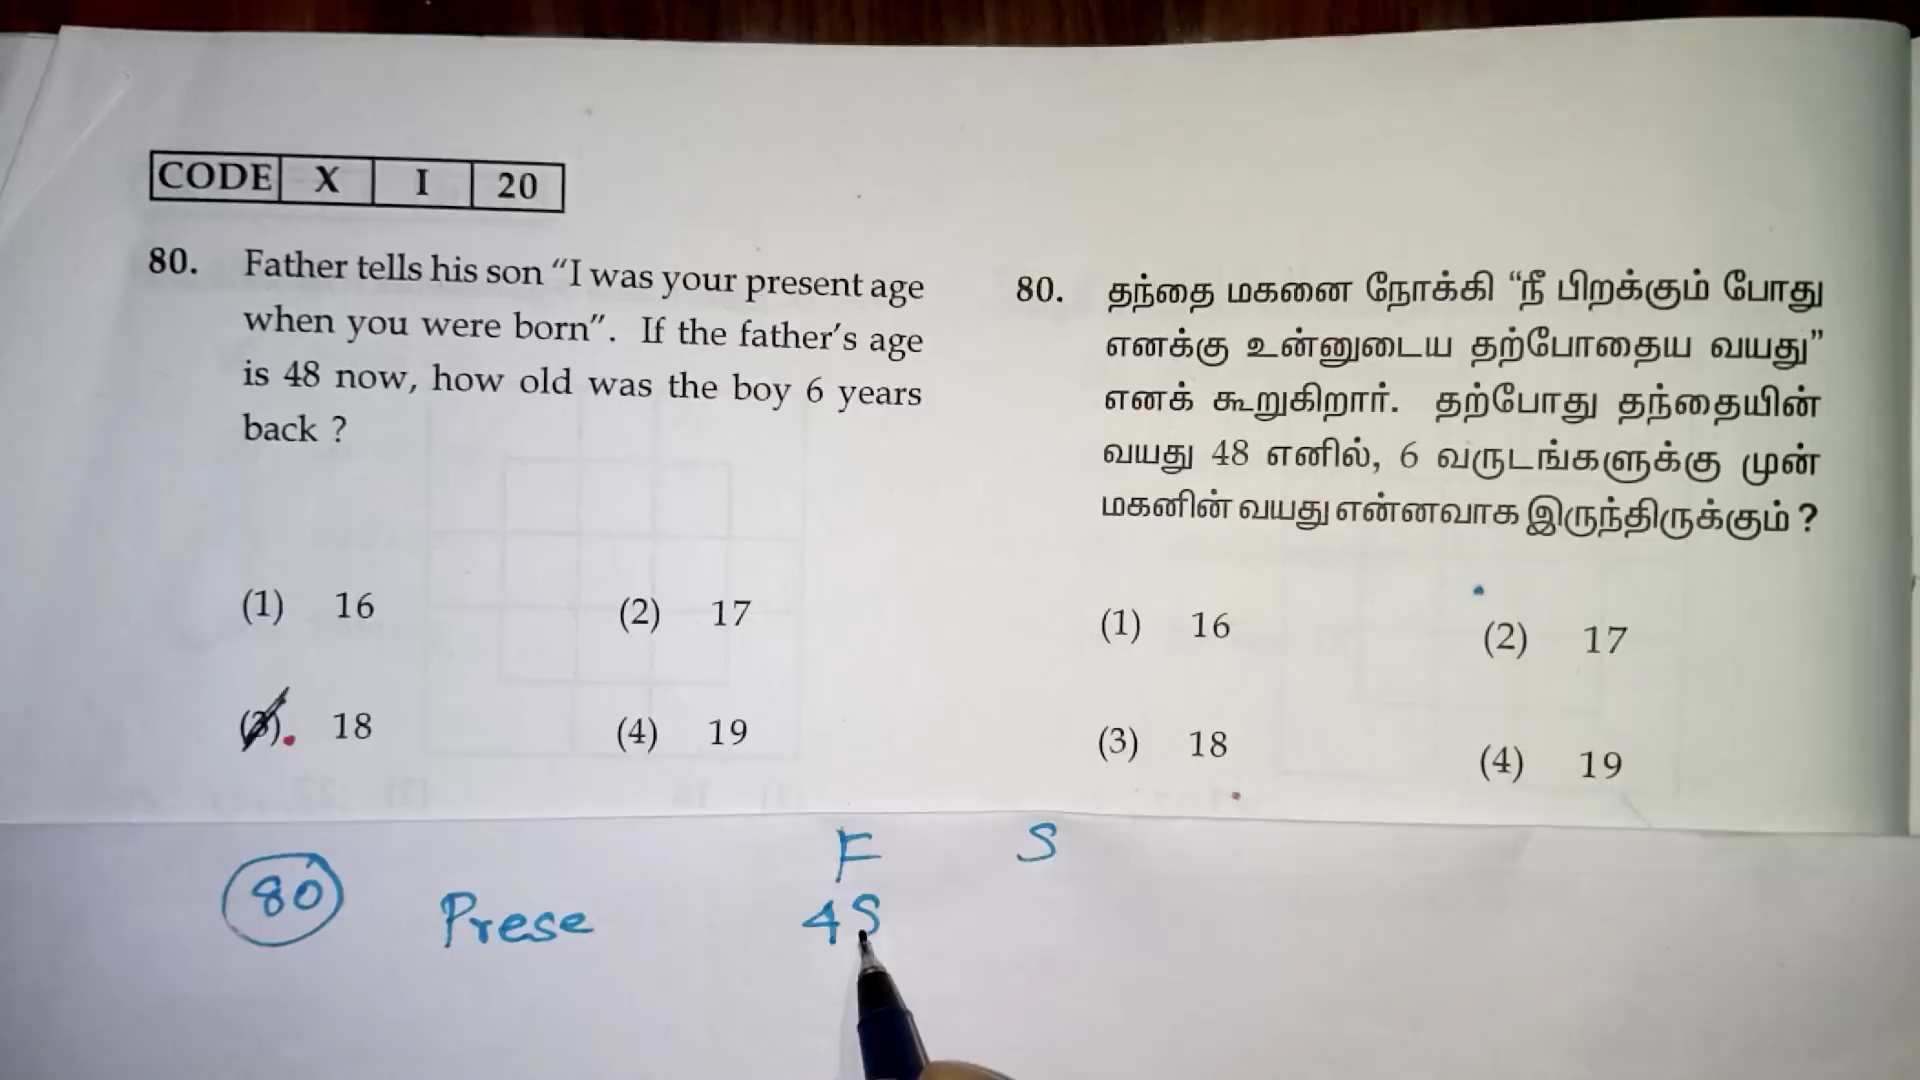 CODE X I 20
80. Father tells his son “I was your present age
when you were born”. If the father’s age
is 48 now, how old was the boy 6 years
back ?
(1) 16 (2) 17
(3) 18 (4) 19
80. தந்தை மகனை நோக்கி “நீ பிறக்கும் போது
எனக்கு உன்னுடைய தற்போதைய வயது”
எனக் கூறுகிறார். தற்போது தந்தையின்
வயது 48 எனில், 6 வருடங்களுக்கு முன்
மகனின் வயது என்னவாக இருந்திருக்கும் ?
(1) 16 (2) 17
(3) 18 (4) 19
F S
80 Prese 48